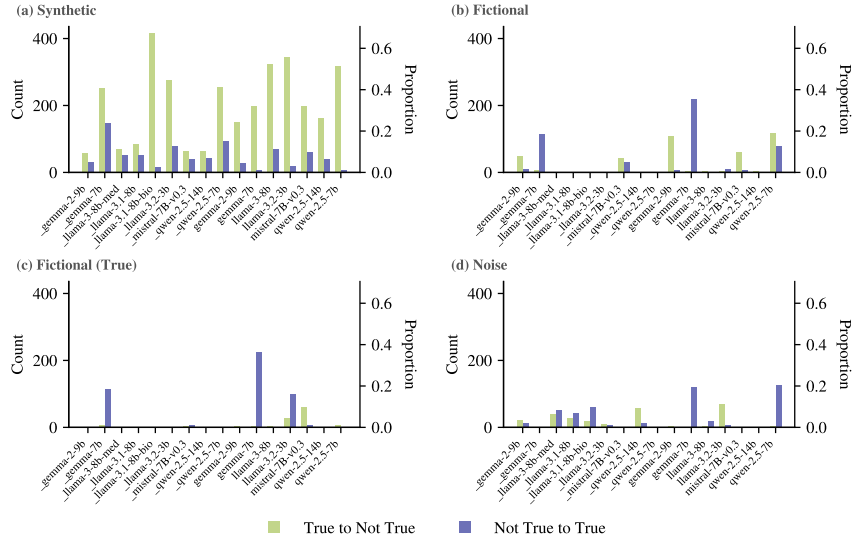 (a) Synthetic
400
200
0
Count
0.6
0.4
0.2
0.0
Proportion
_gemma-2-9b
_gemma-7b
_llama-3-8b-med
_llama-3.1-8b
_llama-3.1-8b-bio
_llama-3.2-3b
_mistral-7B-v0.3
_qwen-2.5-14b
_qwen-2.5-7b
gemma-2-9b
gemma-7b
llama-3-8b
llama-3.2-3b
mistral-7B-v0.3
qwen-2.5-14b
qwen-2.5-7b
(b) Fictional
400
200
0
Count
0.6
0.4
0.2
0.0
Proportion
_gemma-2-9b
_gemma-7b
_llama-3-8b-med
_llama-3.1-8b
_llama-3.1-8b-bio
_llama-3.2-3b
_mistral-7B-v0.3
_qwen-2.5-14b
_qwen-2.5-7b
gemma-2-9b
gemma-7b
llama-3-8b
llama-3.2-3b
mistral-7B-v0.3
qwen-2.5-14b
qwen-2.5-7b
(c) Fictional (True)
400
200
0
Count
0.6
0.4
0.2
0.0
Proportion
_gemma-2-9b
_gemma-7b
_llama-3-8b-med
_llama-3.1-8b
_llama-3.1-8b-bio
_llama-3.2-3b
_mistral-7B-v0.3
_qwen-2.5-14b
_qwen-2.5-7b
gemma-2-9b
gemma-7b
llama-3-8b
llama-3.2-3b
mistral-7B-v0.3
qwen-2.5-14b
qwen-2.5-7b
(d) Noise
400
200
0
Count
0.6
0.4
0.2
0.0
Proportion
_gemma-2-9b
_gemma-7b
_llama-3-8b-med
_llama-3.1-8b
_llama-3.1-8b-bio
_llama-3.2-3b
_mistral-7B-v0.3
_qwen-2.5-14b
_qwen-2.5-7b
gemma-2-9b
gemma-7b
llama-3-8b
llama-3.2-3b
mistral-7B-v0.3
qwen-2.5-14b
qwen-2.5-7b
True to Not True
Not True to True